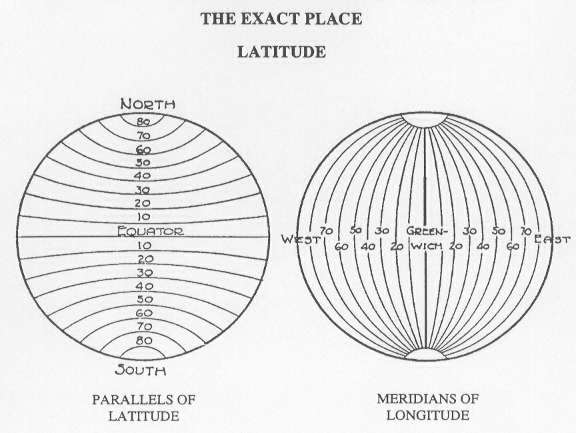 THE EXACT PLACE
LATITUDE
NORTH
80
70
60
50
40
30
20
10
EQUATOR
10
20
30
40
50
60
70
80
SOUTH
PARALLELS OF
LATITUDE
WEST 70 60 50 40 30 20 GREEN-
WICH 20 30 40 50 60 70 EAST
MERIDIANS OF
LONGITUDE